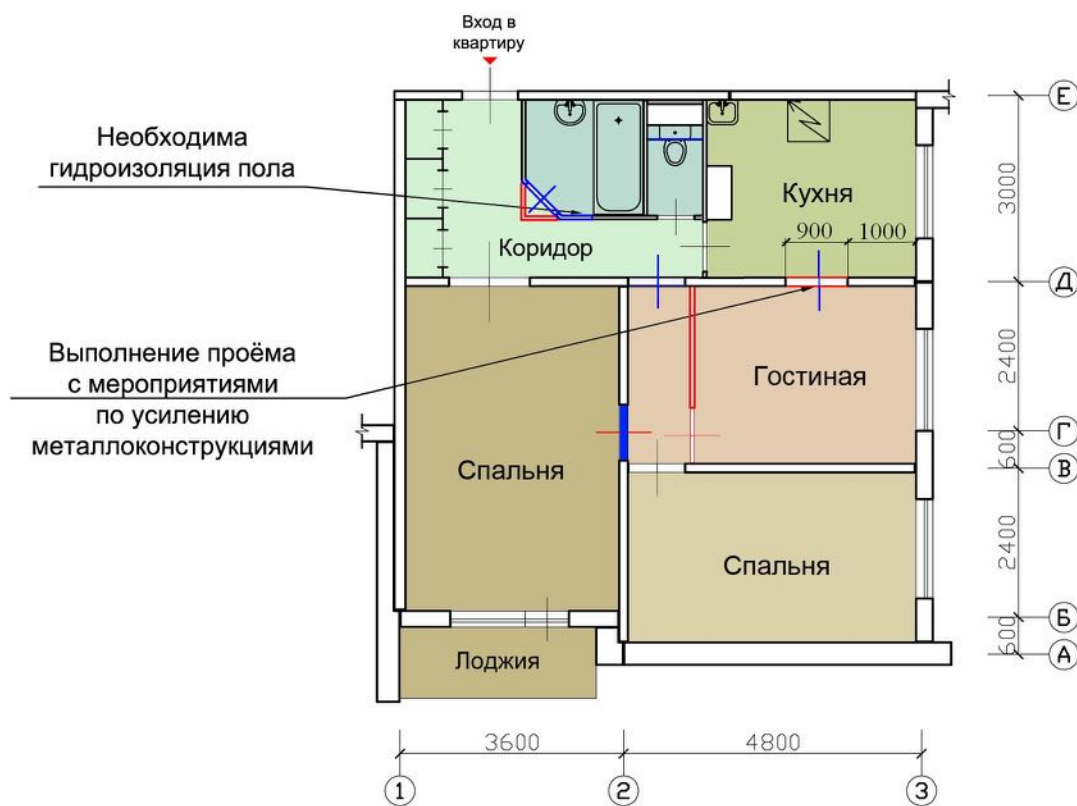 Вход в
квартиру
Необходима
гидроизоляция пола
Коридор
Кухня
900
1000
Выполнение проёма
с мероприятиями
по усилению
металлоконструкциями
Гостиная
Спальня
Спальня
Лоджия
Е
3000
Д
2400
Г
600
В
2400
Б
600
А
3600
4800
1
2
3